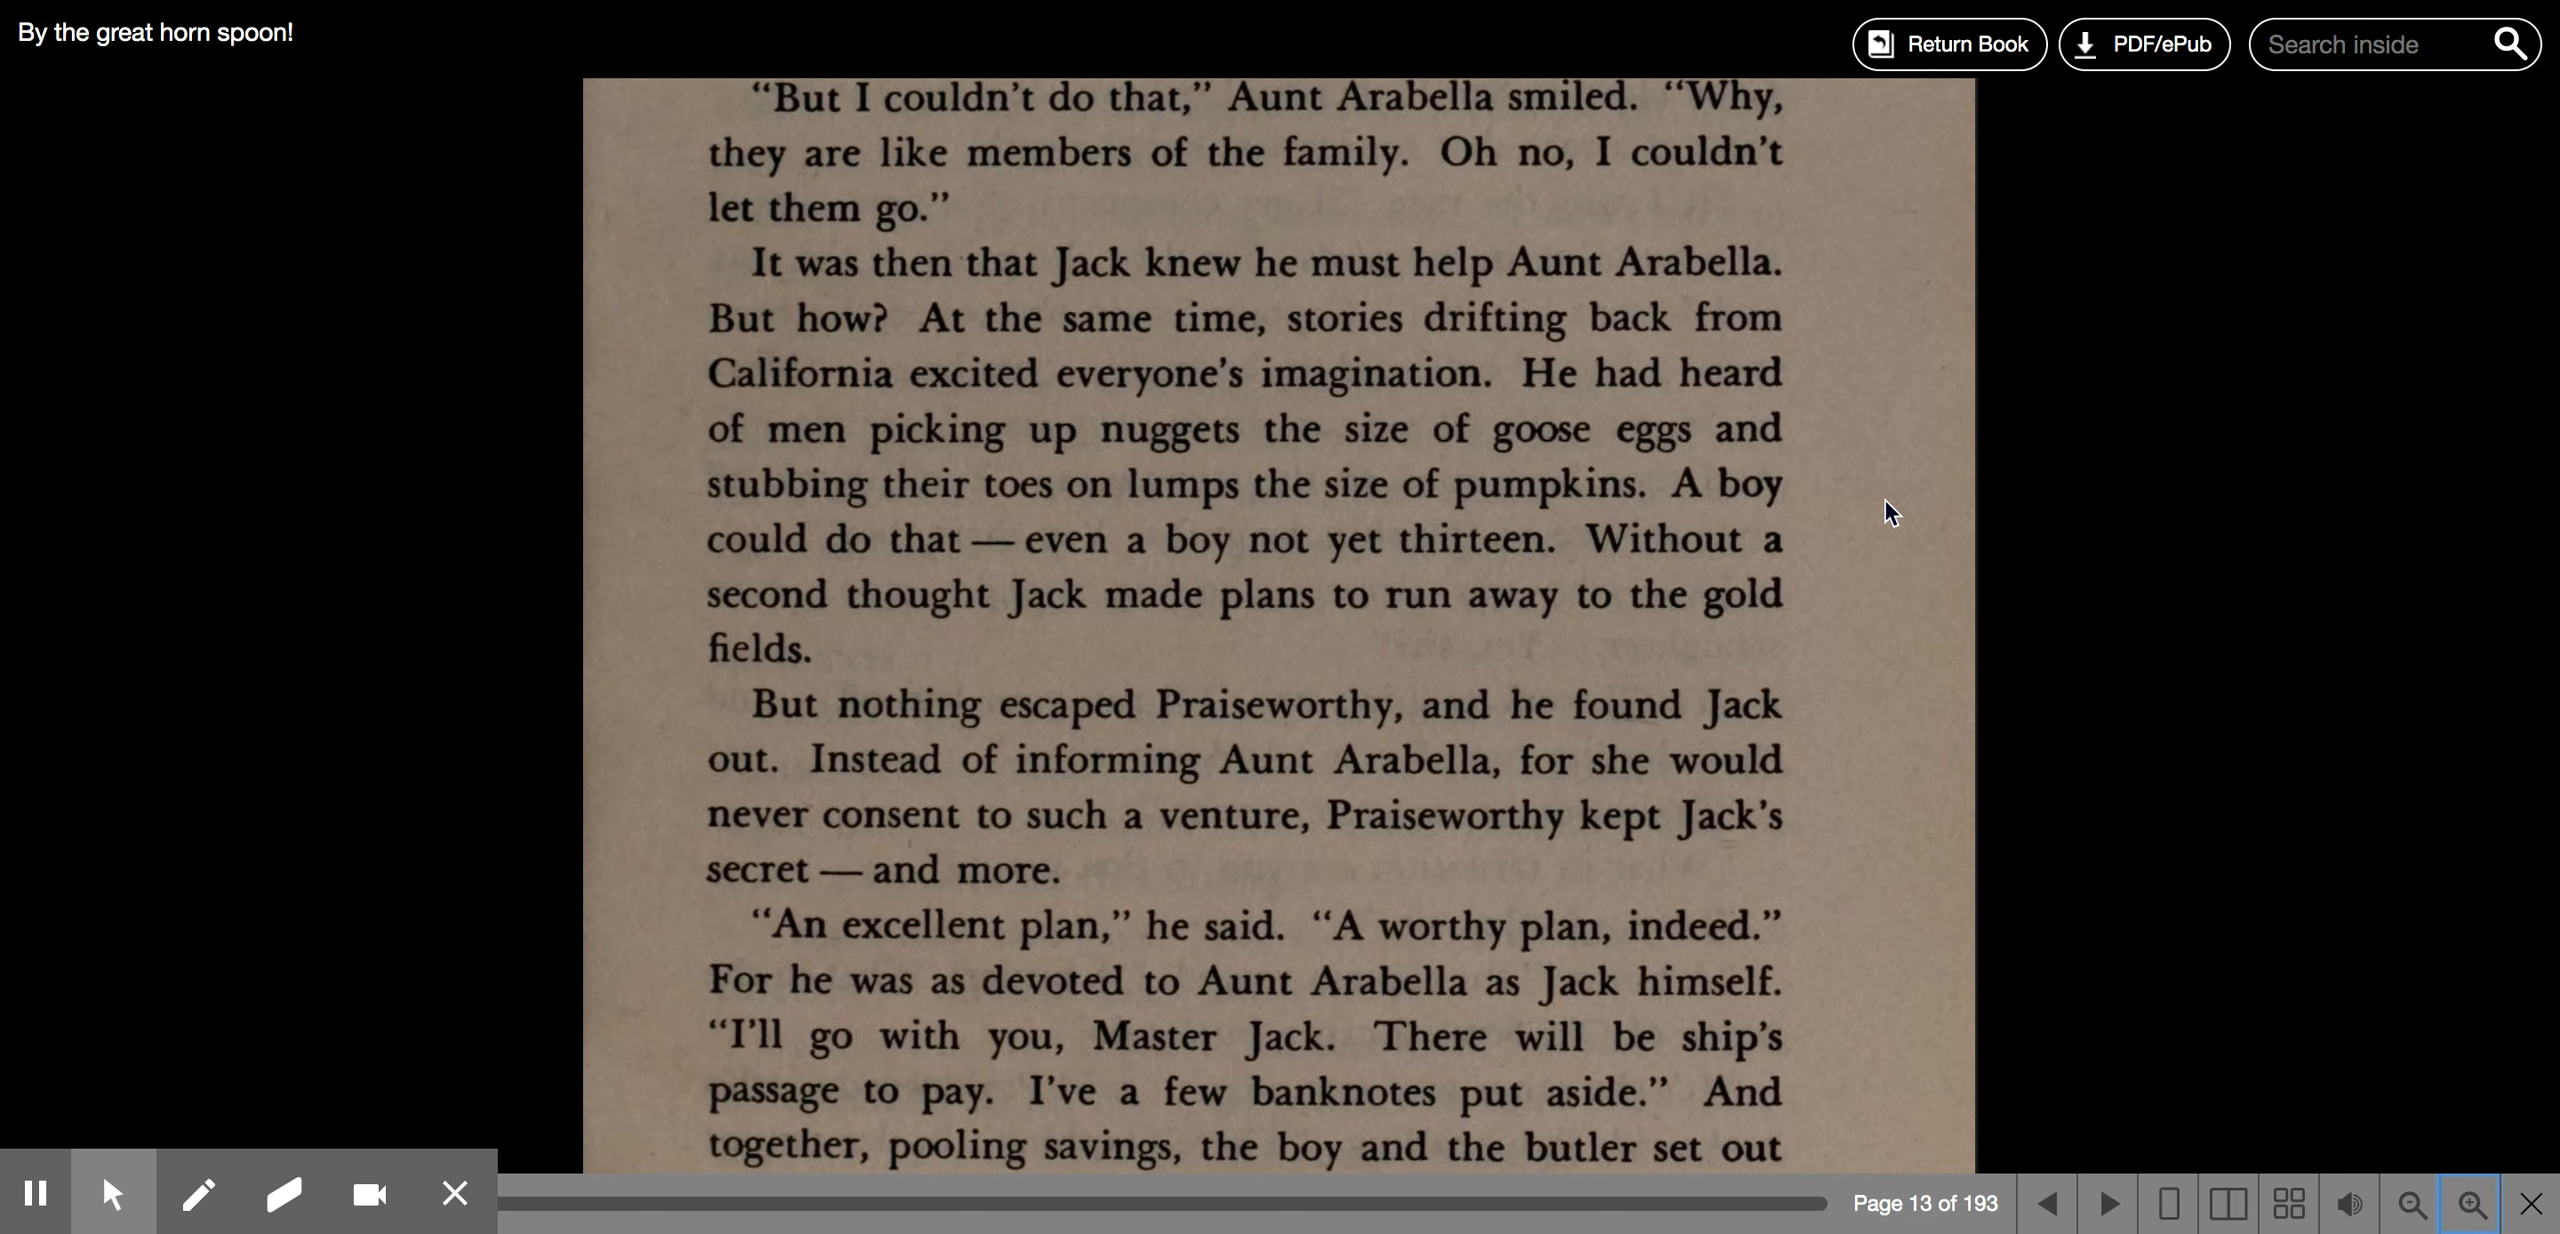 By the great horn spoon!
Return Book
PDF/ePub
Search inside
“But I couldn’t do that,” Aunt Arabella smiled. “Why,
they are like members of the family. Oh no, I couldn’t
let them go.”
It was then that Jack knew he must help Aunt Arabella.
But how? At the same time, stories drifting back from
California excited everyone’s imagination. He had heard
of men picking up nuggets the size of goose eggs and
stubbing their toes on lumps the size of pumpkins. A boy
could do that — even a boy not yet thirteen. Without a
second thought Jack made plans to run away to the gold
fields.
But nothing escaped Praiseworthy, and he found Jack
out. Instead of informing Aunt Arabella, for she would
never consent to such a venture, Praiseworthy kept Jack’s
secret — and more.
“An excellent plan,” he said. “A worthy plan, indeed.”
For he was as devoted to Aunt Arabella as Jack himself.
“I’ll go with you, Master Jack. There will be ship’s
passage to pay. I’ve a few banknotes put aside.” And
together, pooling savings, the boy and the butler set out
Page 13 of 193